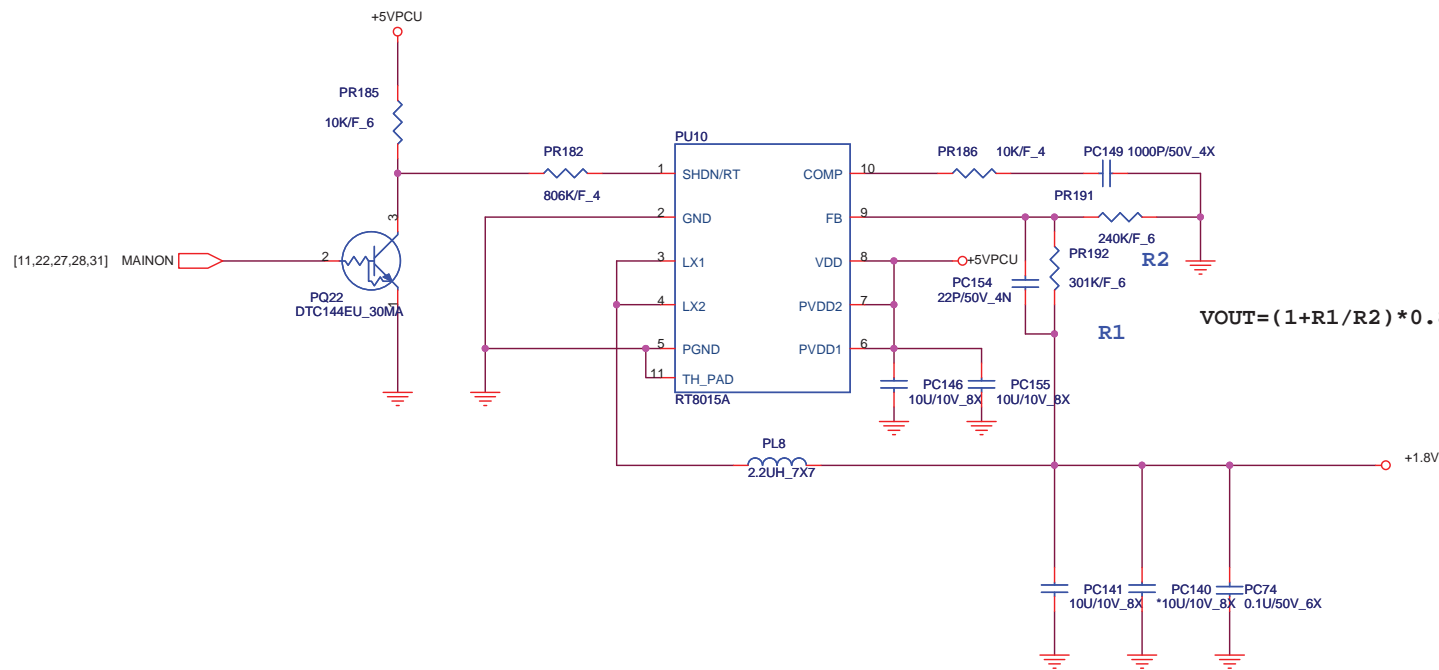 +5VPCU
PR185
10K/F_6
PU10
PR182
806K/F_4
1
SHDN/RT
COMP
10
PR186
10K/F_4
PC149
1000P/50V_4X
3
2
GND
FB
9
PR191
240K/F_6
R2
PR192
301K/F_6
[11,22,27,28,31]
MAINON
2
3
LX1
VDD
8
+5VPCU
PC154
22P/50V_4N
PQ22
DTC144EU_30MA
1
4
LX2
PVDD2
7
R1
VOUT=(1+R1/R2)*0.
5
PGND
PVDD1
6
11
TH_PAD
RT8015A
PC146
10U/10V_8X
PC155
10U/10V_8X
PL8
2.2UH_7X7
+1.8V
PC141
10U/10V_8X
PC140
*10U/10V_8X
PC74
0.1U/50V_6X